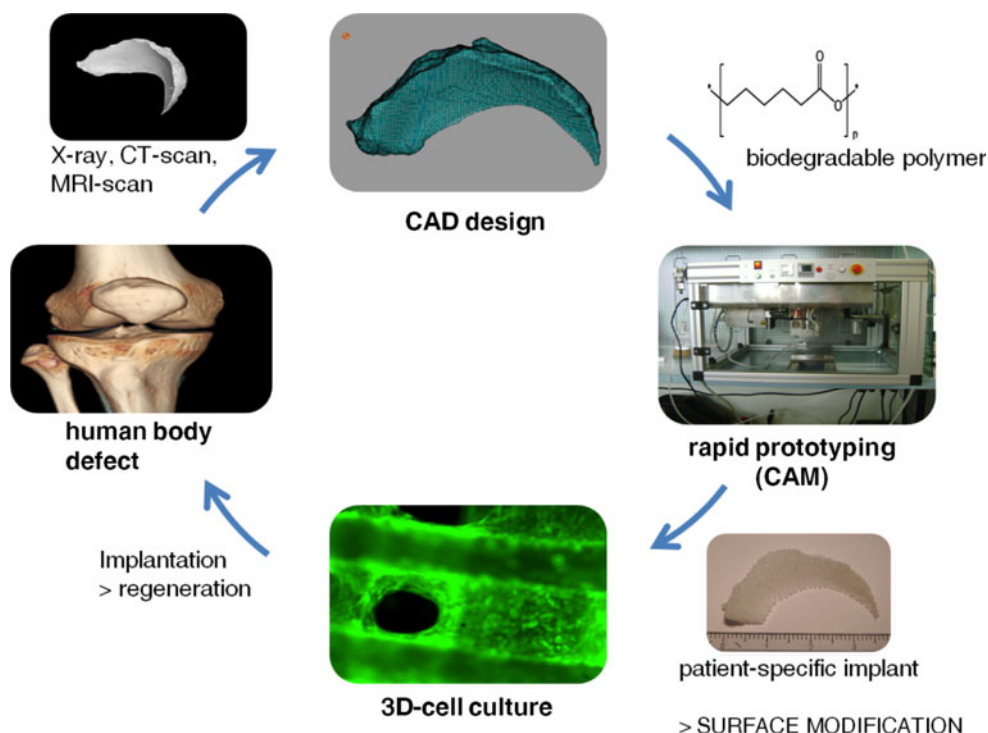 X-ray, CT-scan,
MRI-scan
CAD design
O
O
*
*
n
biodegradable polymer
human body
defect
rapid prototyping
(CAM)
Implantation
> regeneration
3D-cell culture
patient-specific implant
> SURFACE MODIFICATION